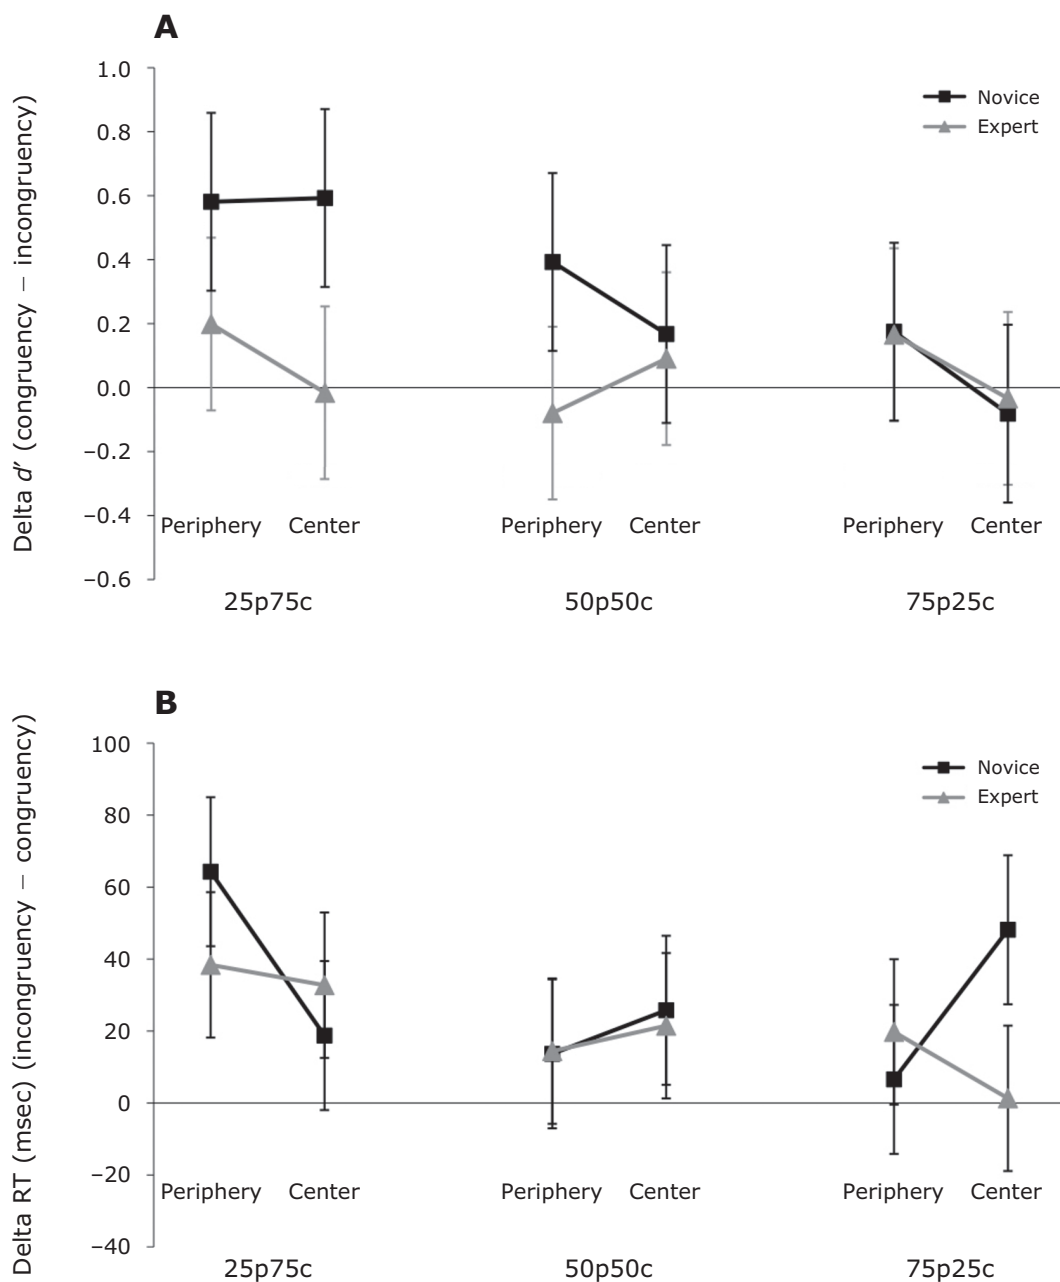 A
Delta d′ (congruency − incongruency)
1.0
0.8
0.6
0.4
0.2
0.0
−0.2
−0.4
−0.6
Novice
Expert
Periphery Center Periphery Center Periphery Center
25p75c 50p50c 75p25c
B
Delta RT (msec) (incongruency − congruency)
100
80
60
40
20
0
−20
−40
Novice
Expert
Periphery Center Periphery Center Periphery Center
25p75c 50p50c 75p25c